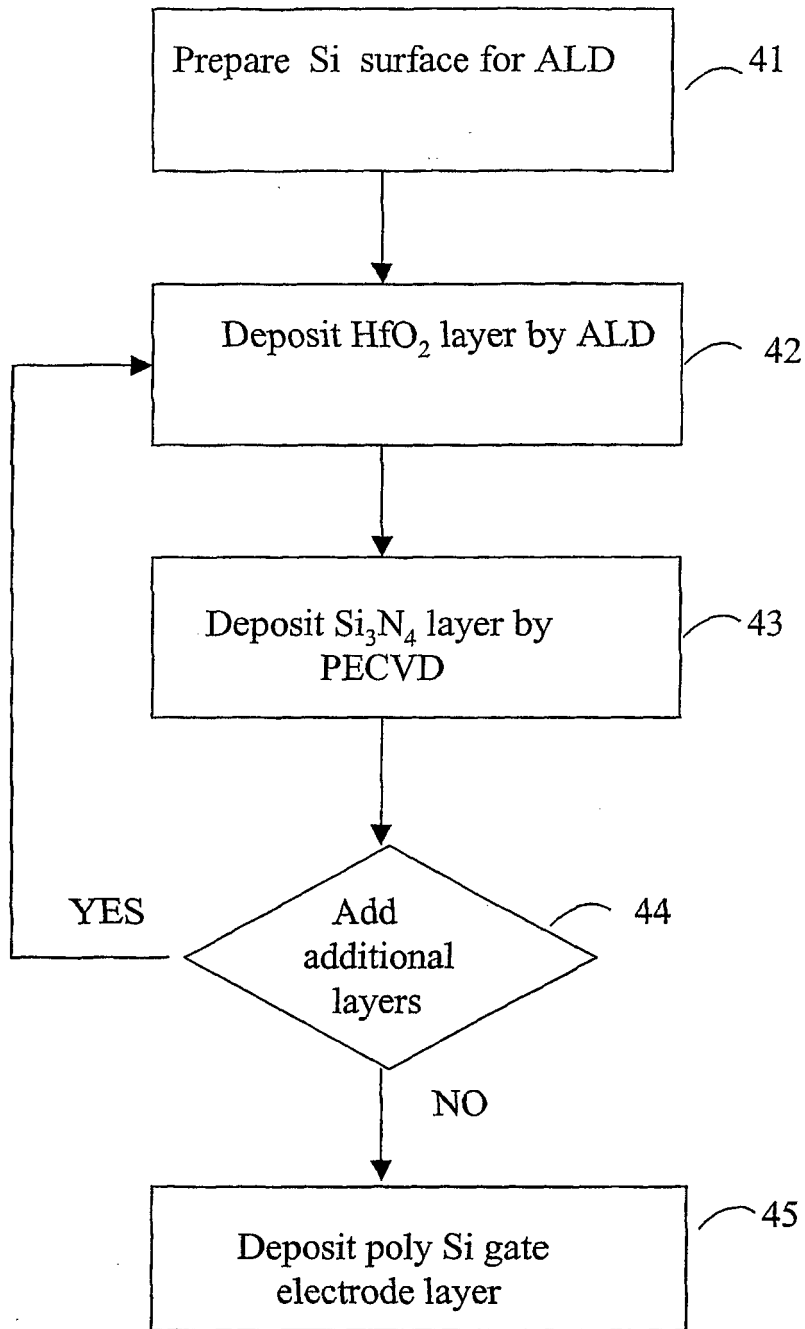 Prepare Si surface for ALD
41
Deposit HfO₂ layer by ALD
42
Deposit Si₃N₄ layer by
PECVD
43
YES
Add
additional
layers
44
NO
Deposit poly Si gate
electrode layer
45